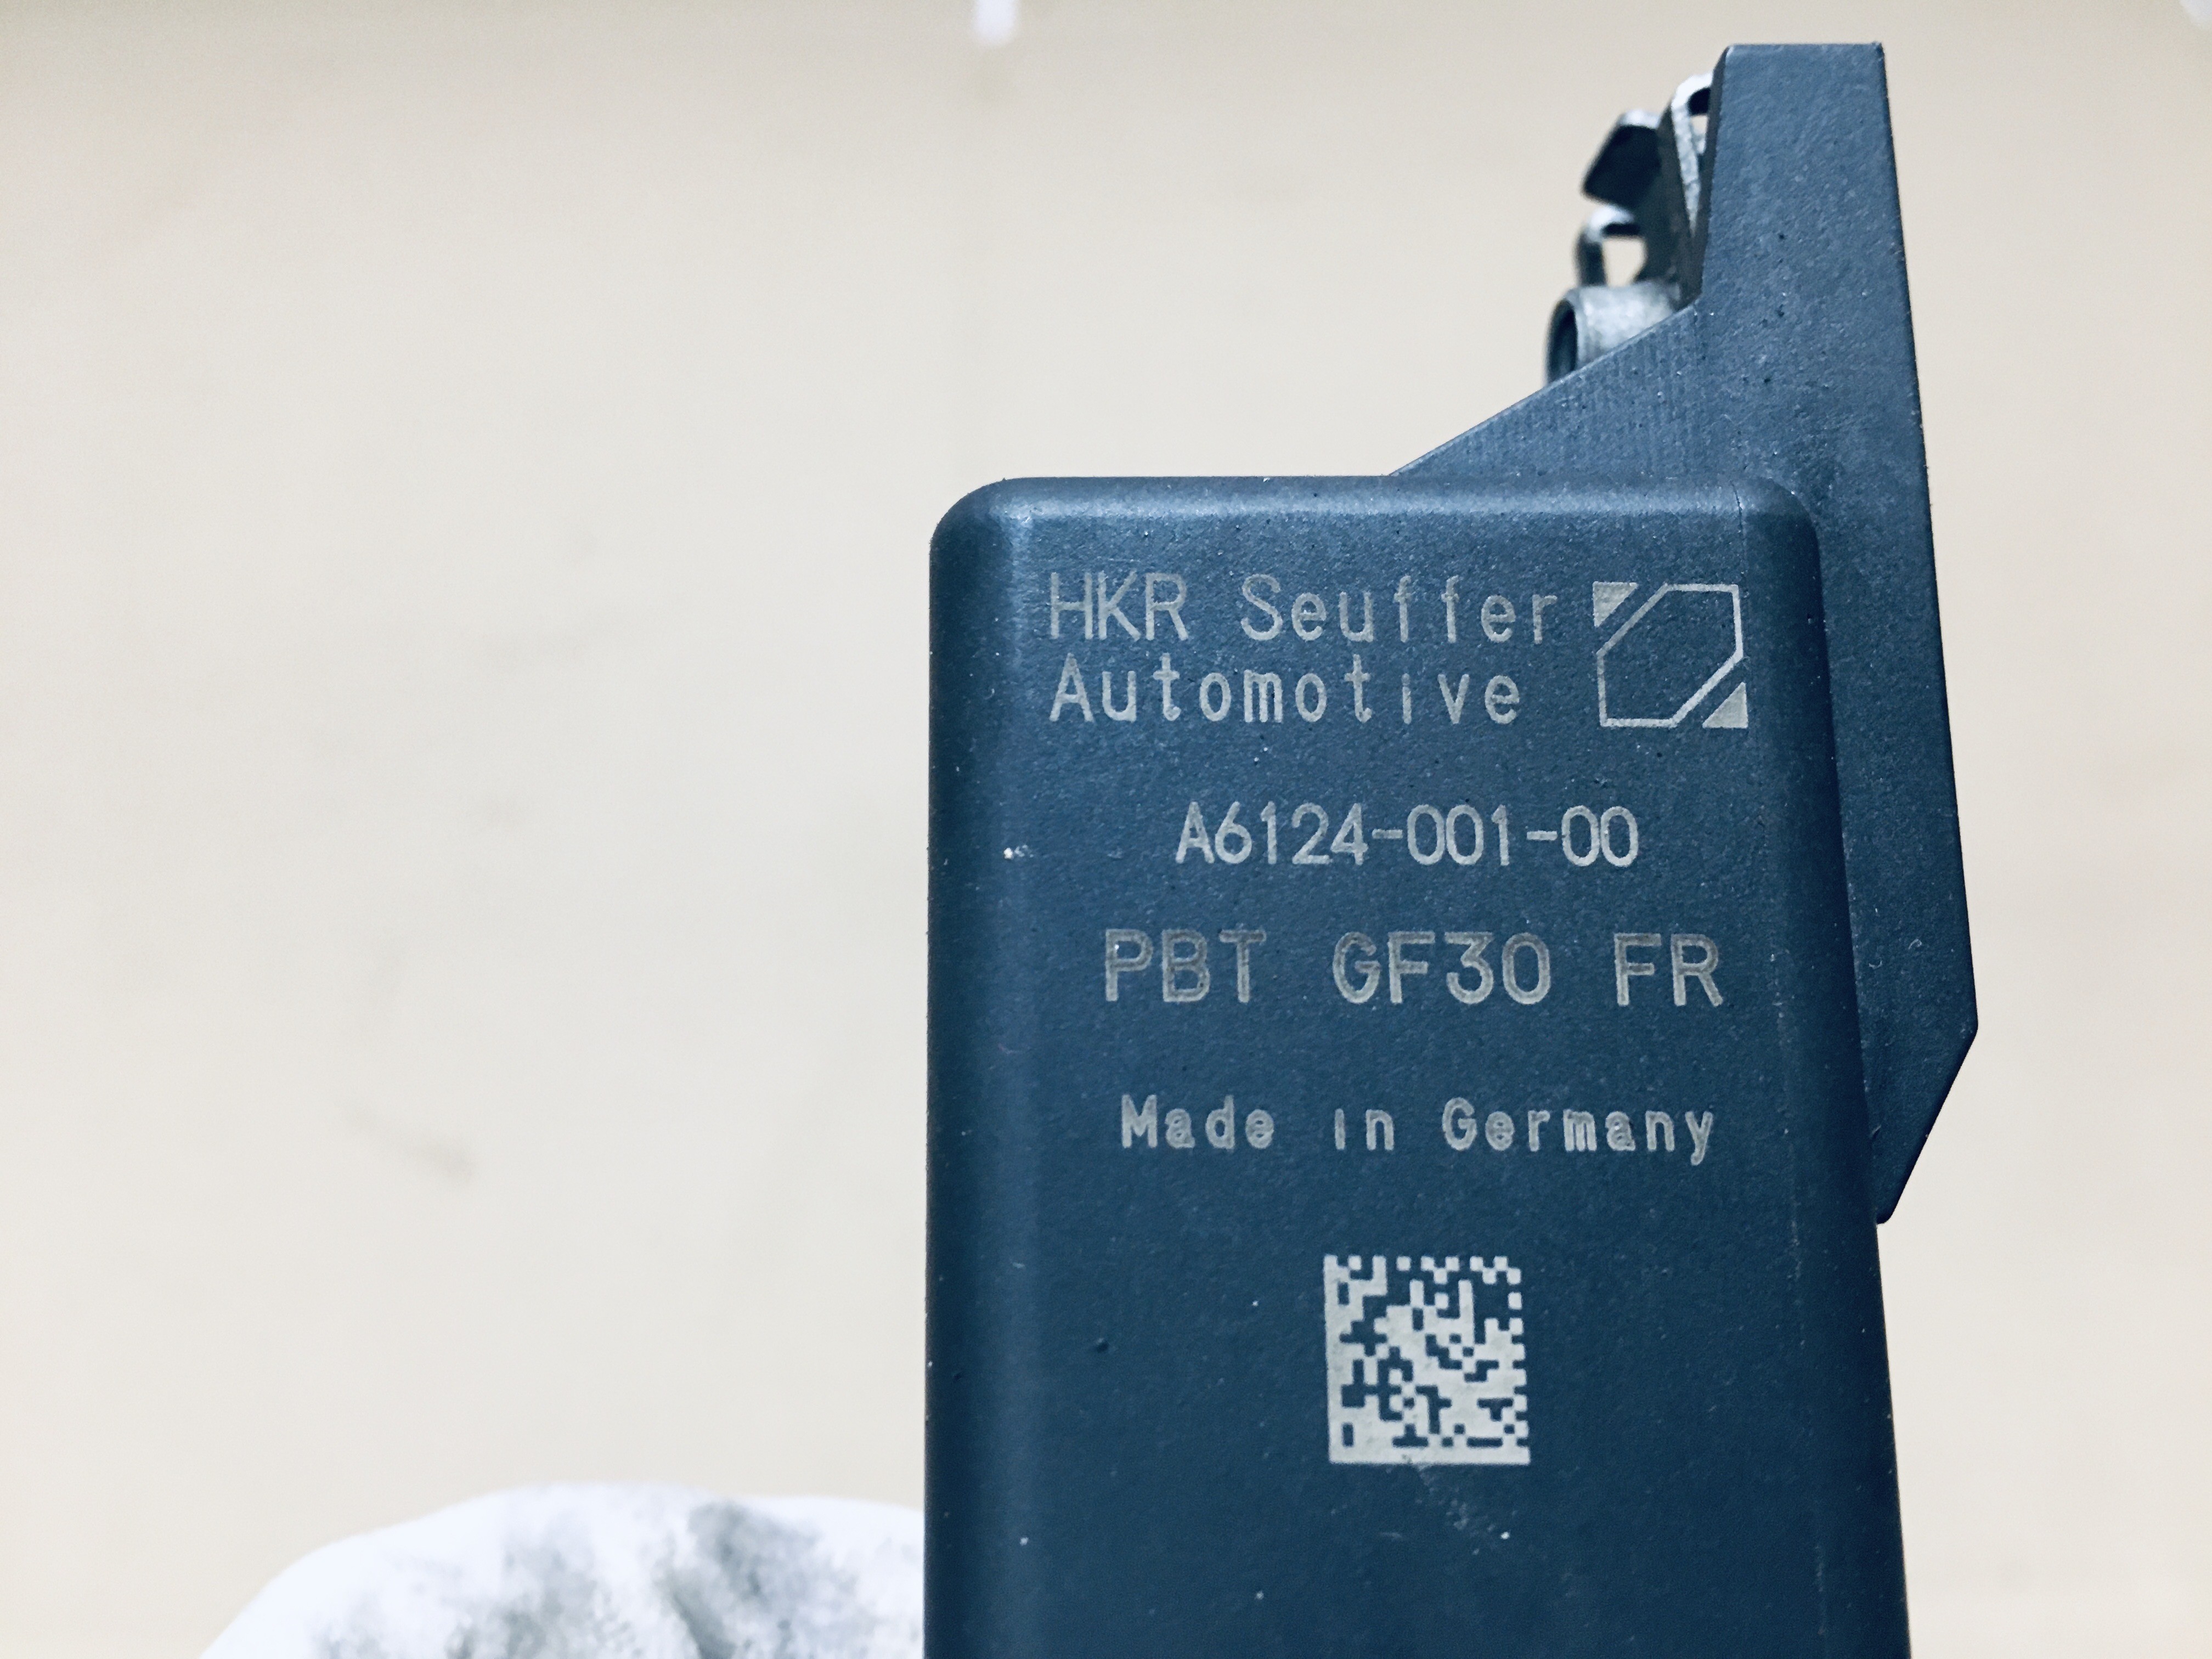 HKR Seuffer
Automotive
A6124-001-00
PBT GF30 FR
Made in Germany